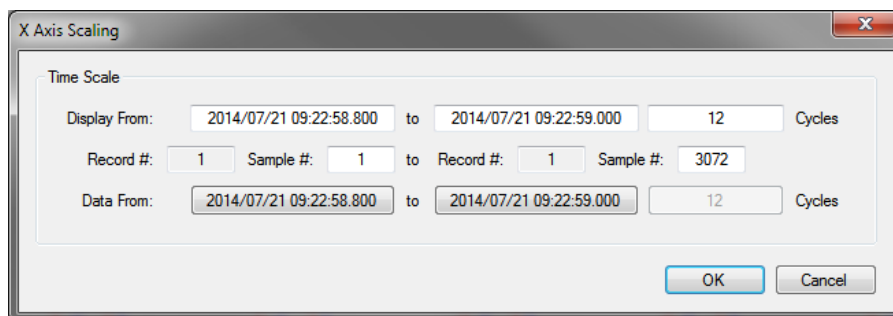 X Axis Scaling
Time Scale
Display From: 2014/07/21 09:22:58.800 to 2014/07/21 09:22:59.000 12 Cycles
Record #: 1 Sample #: 1 to Record #: 1 Sample #: 3072
Data From: 2014/07/21 09:22:58.800 to 2014/07/21 09:22:59.000 12 Cycles
OK Cancel